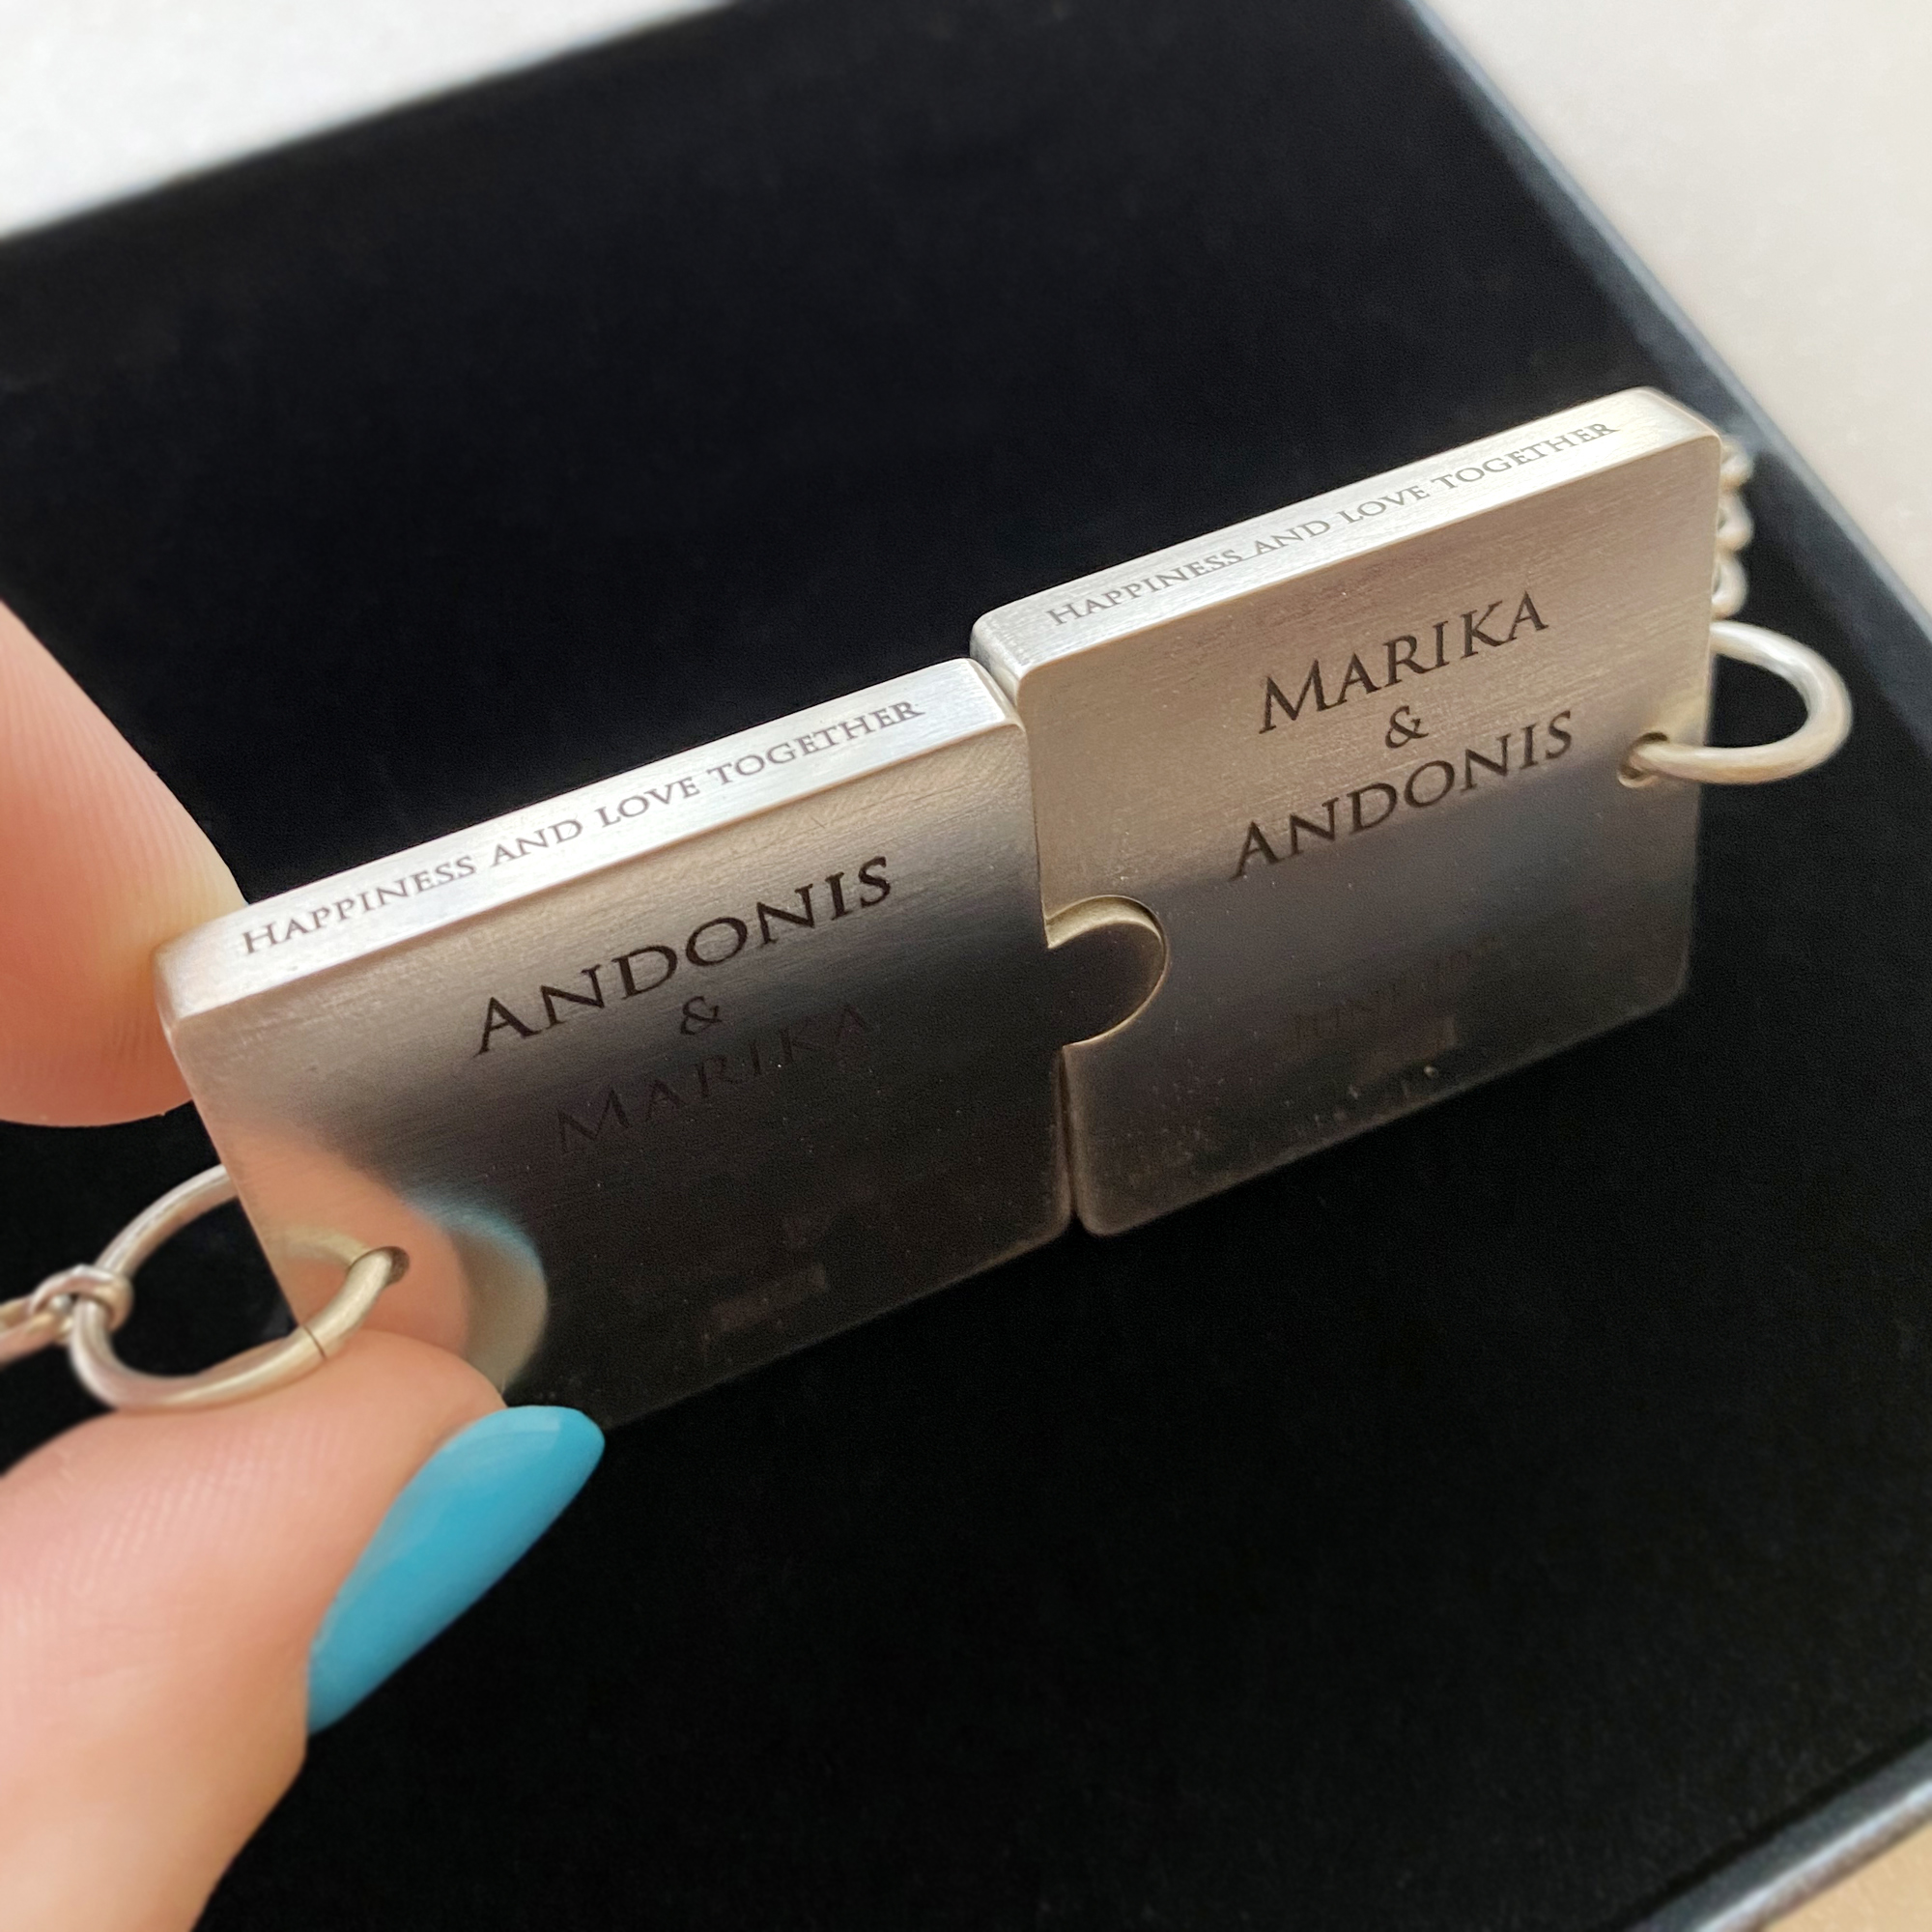 HAPPINESS AND LOVE TOGETHER
ANDONIS
&
MARIKA
HAPPINESS AND LOVE TOGETHER
MARIKA
&
ANDONIS